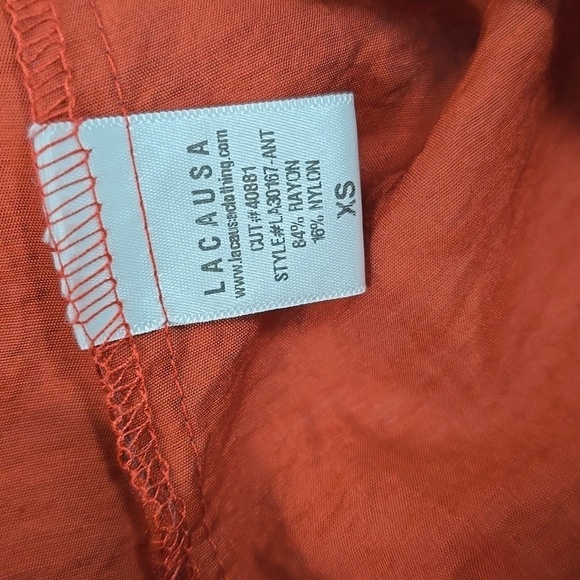 LACAUSA
www.lacausaclothing.com
CUT#40881
STYLE#LA30167-ANT
84% RAYON
16% NYLON
XS